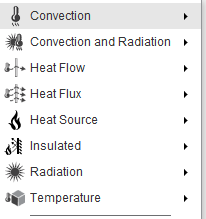 Convection
Convection and Radiation
Heat Flow
Heat Flux
Heat Source
Insulated
Radiation
Temperature